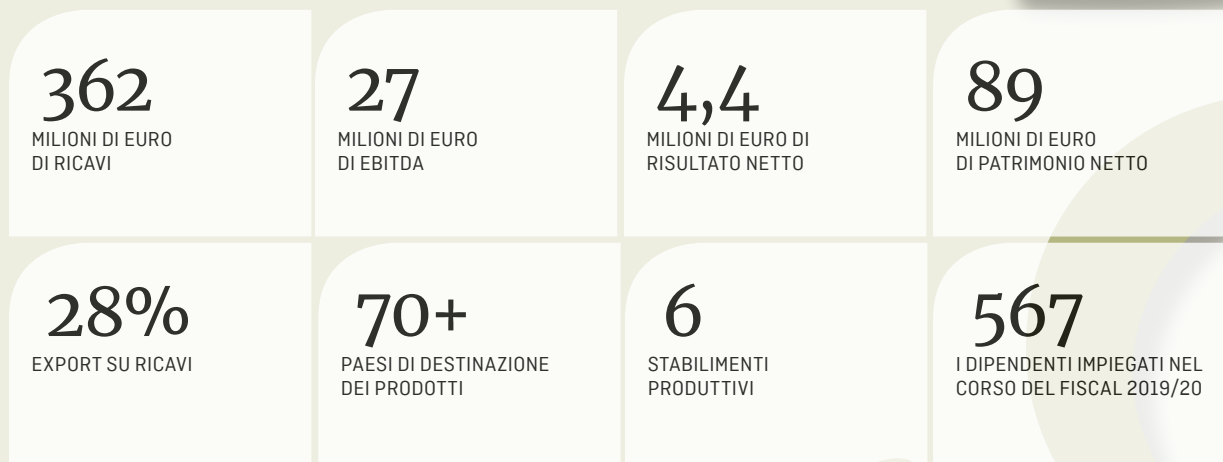 362
MILIONI DI EURO
DI RICAVI
27
MILIONI DI EURO
DI EBITDA
4,4
MILIONI DI EURO DI
RISULTATO NETTO
89
MILIONI DI EURO
DI PATRIMONIO NETTO
28%
EXPORT SU RICAVI
70+
PAESI DI DESTINAZIONE
DEI PRODOTTI
6
STABILIMENTI
PRODUTTIVI
567
I DIPENDENTI IMPIEGATI NEL
CORSO DEL FISCAL 2019/20